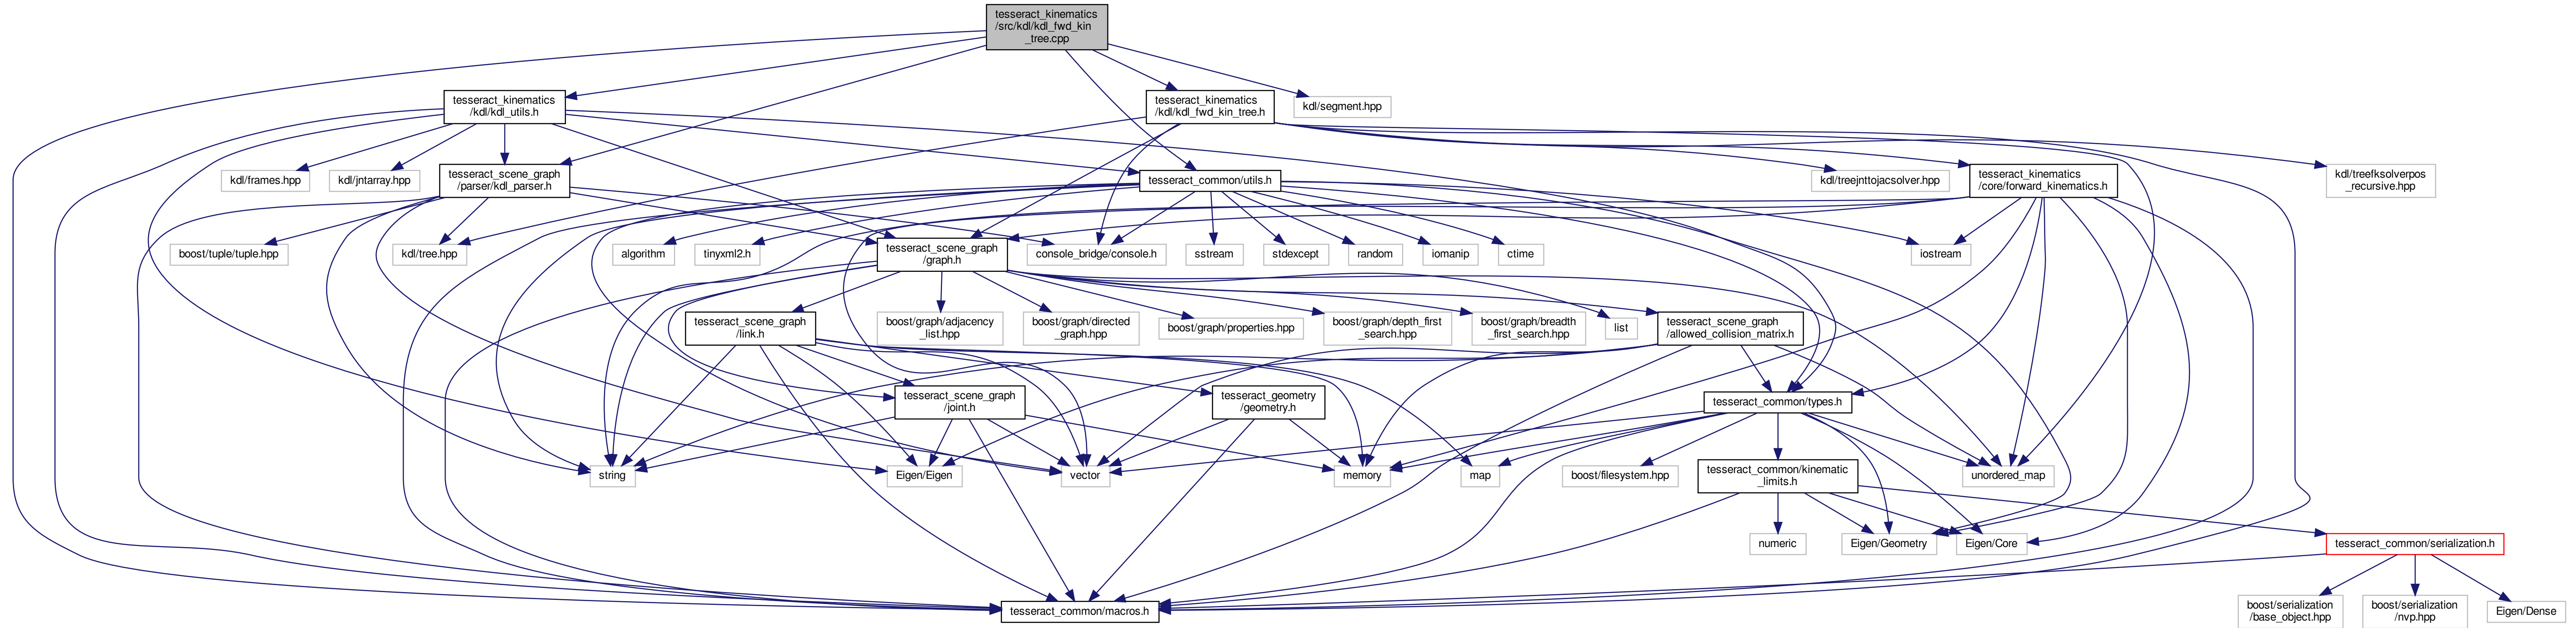 tesseract_kinematics
/src/kdl/kdl_fwd_kin
_tree.cpp
tesseract_kinematics
/kdl/kdl_utils.h
tesseract_kinematics
/kdl/kdl_fwd_kin_tree.h
kdl/segment.hpp
kdl/frames.hpp
kdl/jntarray.hpp
tesseract_scene_graph
/parser/kdl_parser.h
tesseract_common/utils.h
kdl/treejnttojacsolver.hpp
tesseract_kinematics
/core/forward_kinematics.h
kdl/treefksolverpos
_recursive.hpp
boost/tuple/tuple.hpp
kdl/tree.hpp
algorithm
tinyxml2.h
tesseract_scene_graph
/graph.h
console_bridge/console.h
sstream
stdexcept
random
iomanip
ctime
iostream
tesseract_scene_graph
/link.h
boost/graph/adjacency
_list.hpp
boost/graph/directed
_graph.hpp
boost/graph/properties.hpp
boost/graph/depth_first
_search.hpp
boost/graph/breadth
_first_search.hpp
list
tesseract_scene_graph
/allowed_collision_matrix.h
tesseract_scene_graph
/joint.h
tesseract_geometry
/geometry.h
tesseract_common/types.h
string
Eigen/Eigen
vector
memory
map
boost/filesystem.hpp
tesseract_common/kinematic
_limits.h
unordered_map
numeric
Eigen/Geometry
Eigen/Core
tesseract_common/serialization.h
tesseract_common/macros.h
boost/serialization
/base_object.hpp
boost/serialization
/nvp.hpp
Eigen/Dense